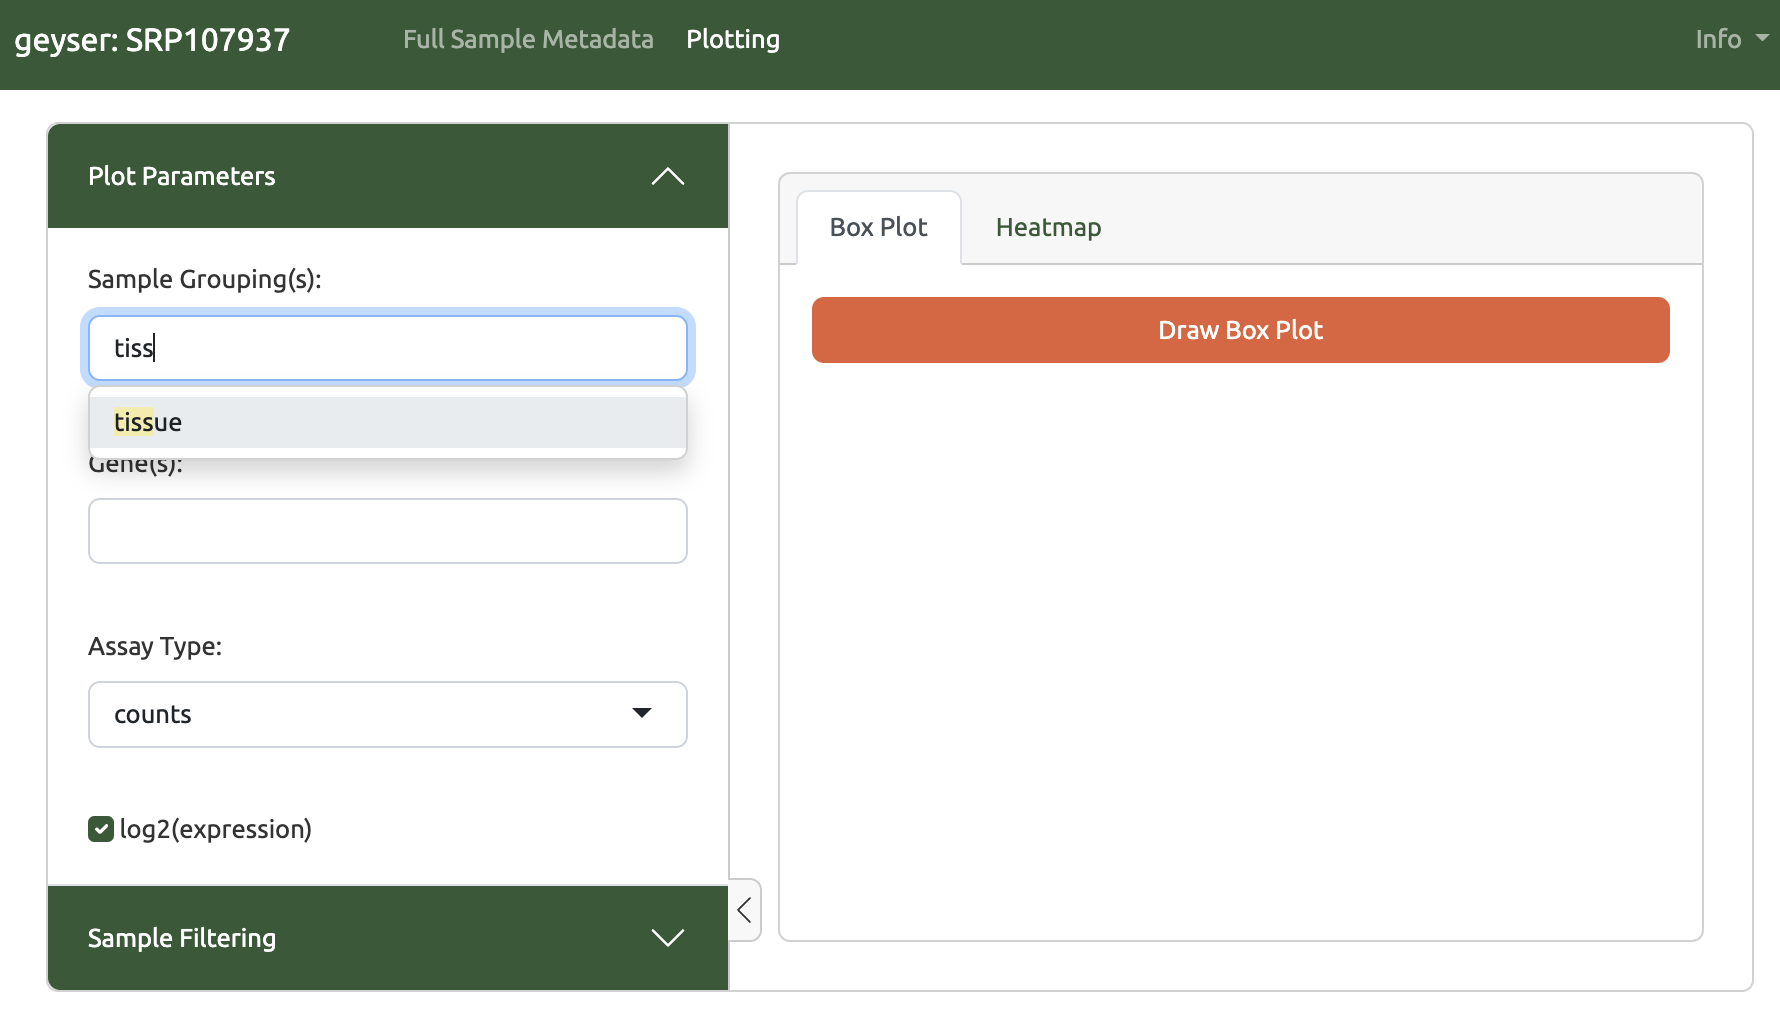 geyser: SRP107937
Full Sample Metadata
Plotting
Info
Plot Parameters
Sample Grouping(s):
tiss
tissue
Gene(s):
Assay Type:
counts
log2(expression)
Sample Filtering
Box Plot
Heatmap
Draw Box Plot